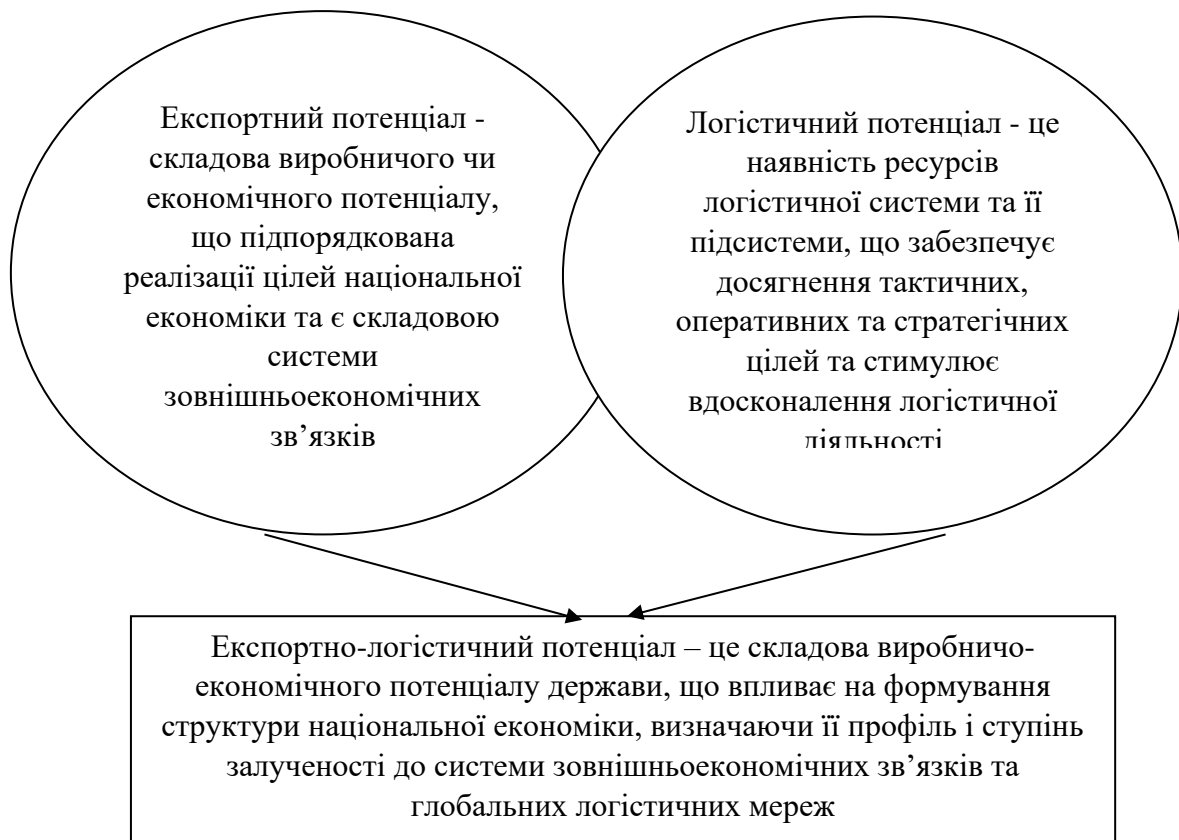 Експортний потенціал -
складова виробничого чи
економічного потенціалу,
що підпорядкована
реалізації цілей національної
економіки та є складовою
системи
зовнішньоекономічних
зв’язків
Логістичний потенціал - це
наявність ресурсів
логістичної системи та її
підсистеми, що забезпечує
досягнення тактичних,
оперативних та стратегічних
цілей та стимулює
вдосконалення логістичної
діяльності
Експортно-логістичний потенціал – це складова виробничо-
економічного потенціалу держави, що впливає на формування
структури національної економіки, визначаючи її профіль і ступінь
залученості до системи зовнішньоекономічних зв’язків та
глобальних логістичних мереж